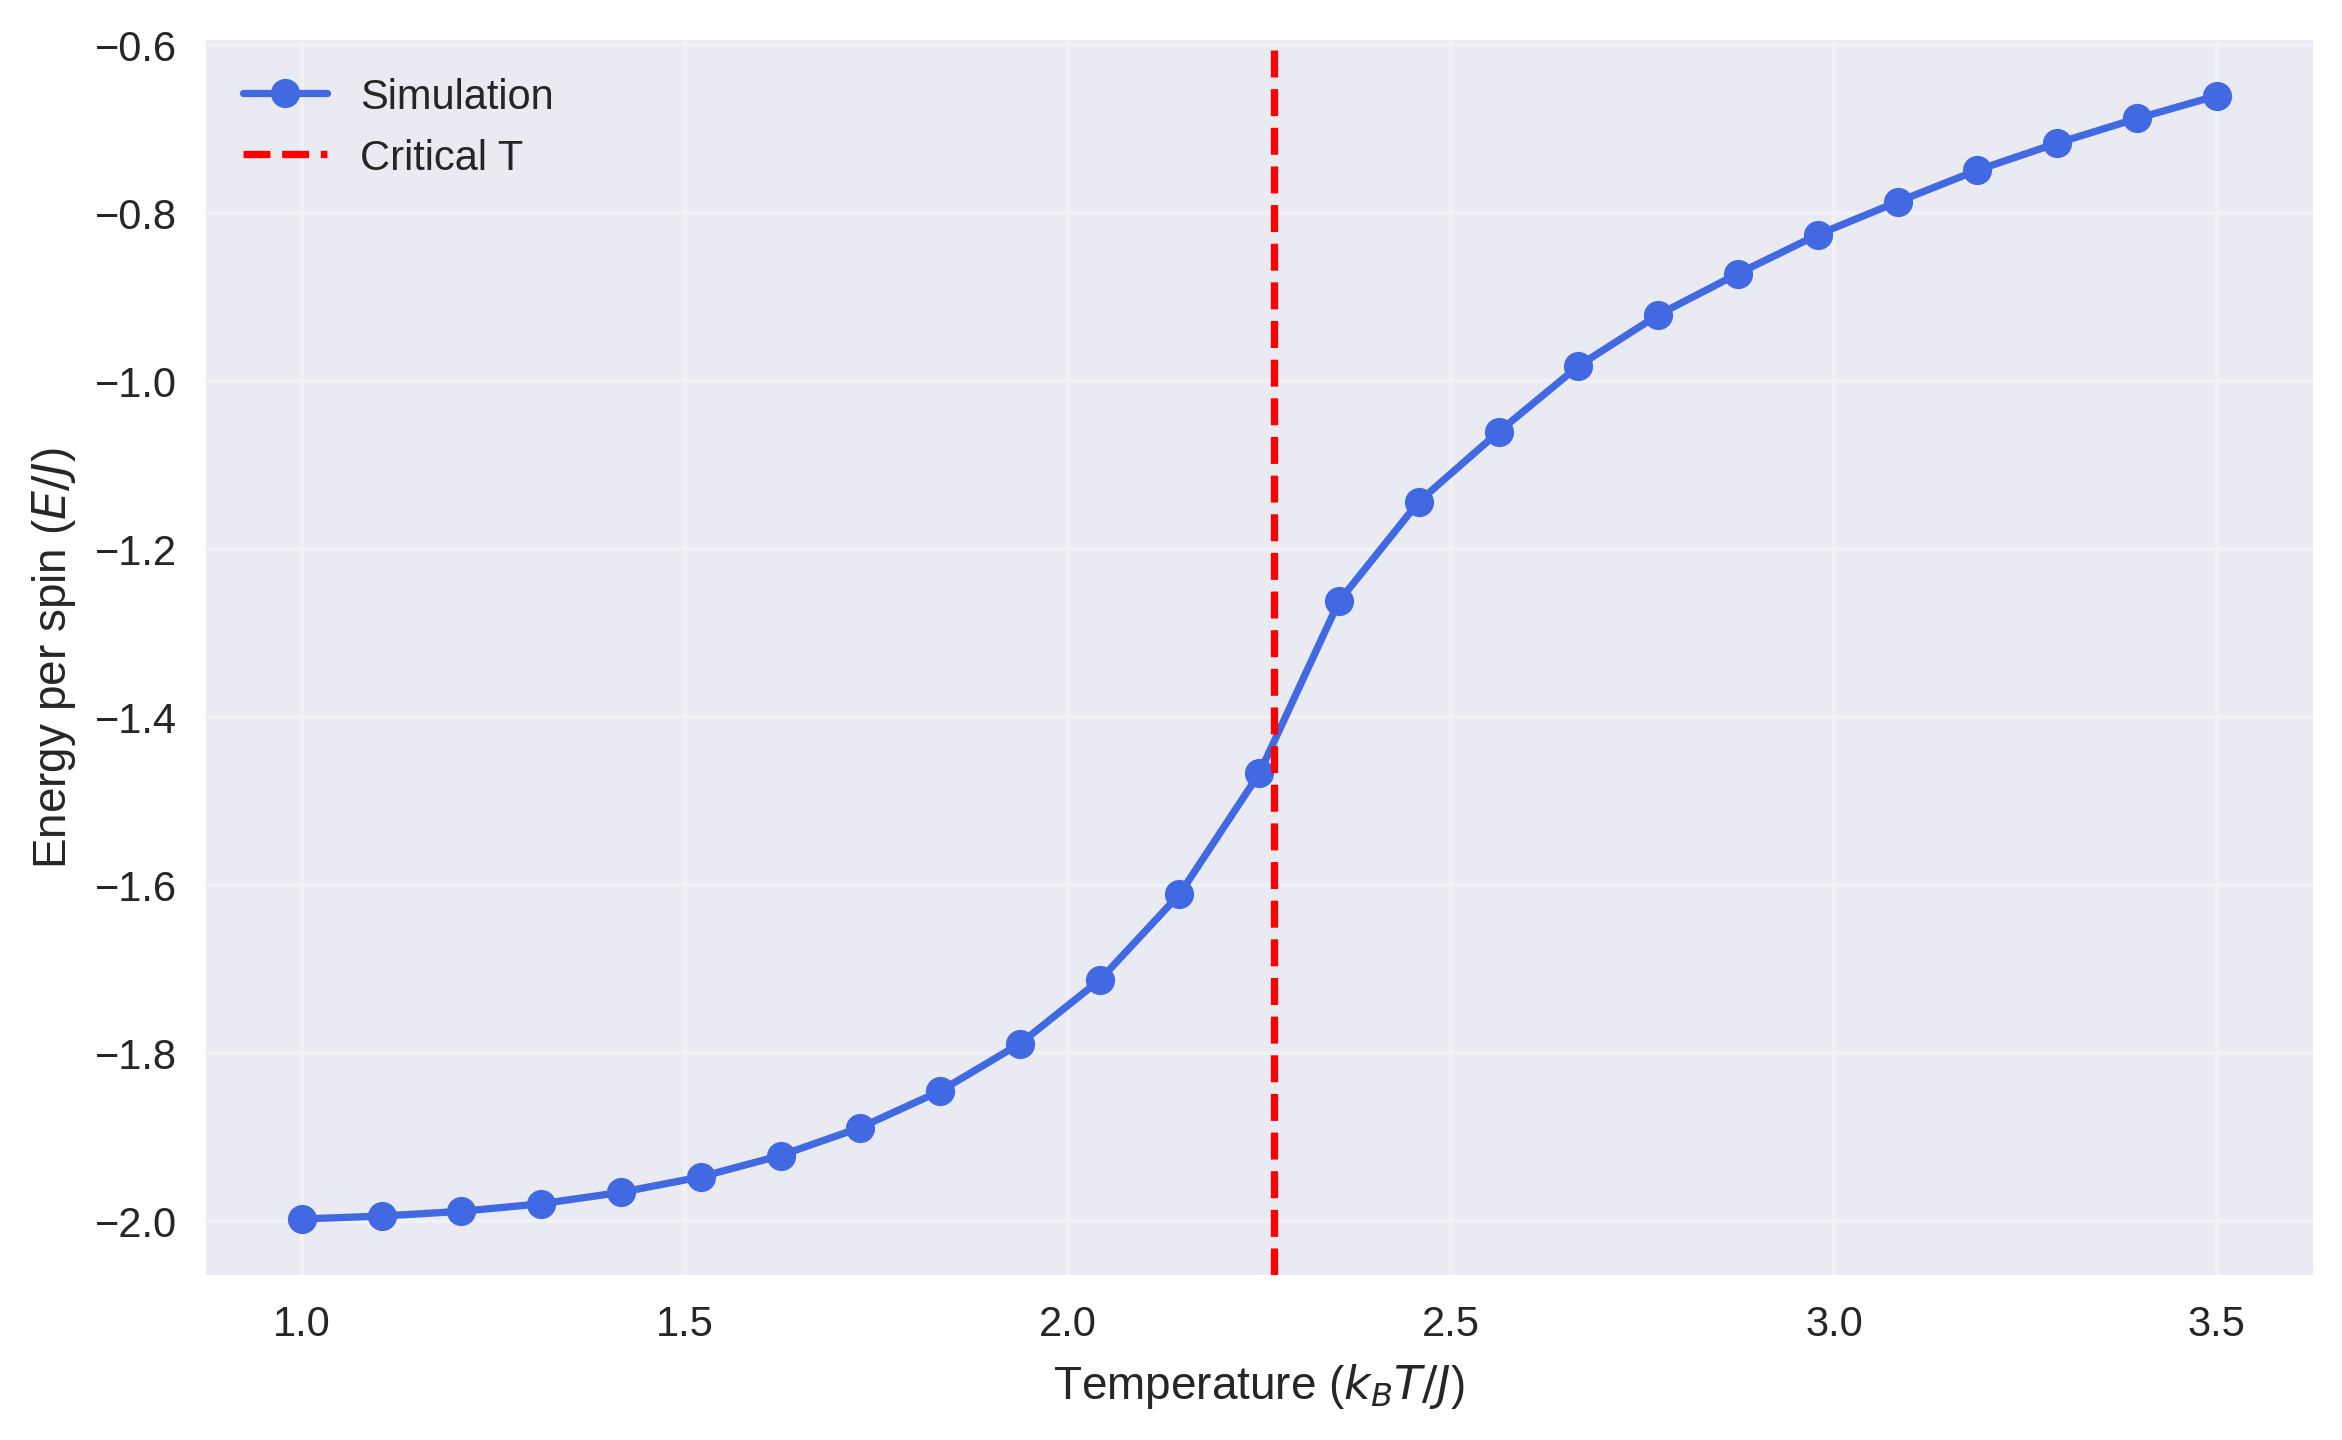 Simulation
Critical T
−0.6
−0.8
−1.0
−1.2
−1.4
−1.6
−1.8
−2.0
Energy per spin (E/J)
1.0 1.5 2.0 2.5 3.0 3.5
Temperature (k_BT/J)